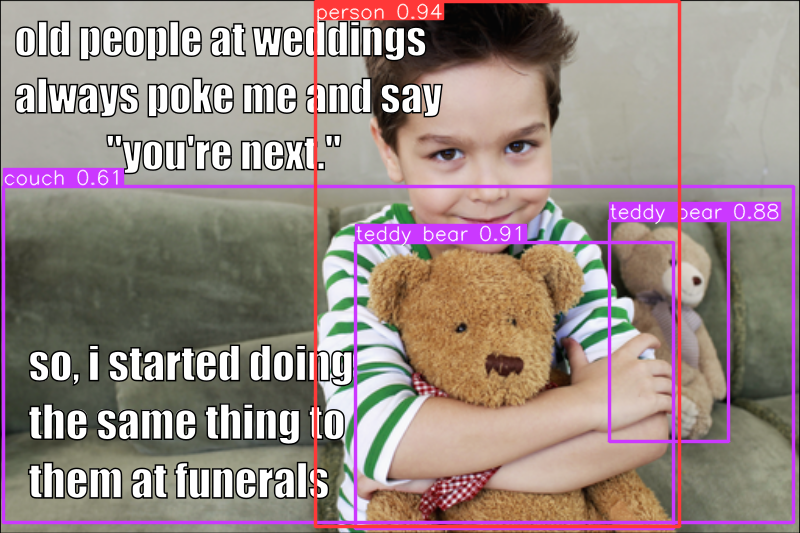 person 0.94
old people at weddings
always poke me and say
"you're next."
couch 0.61
teddy bear 0.88
teddy bear 0.91
so, i started doing
the same thing to
them at funerals